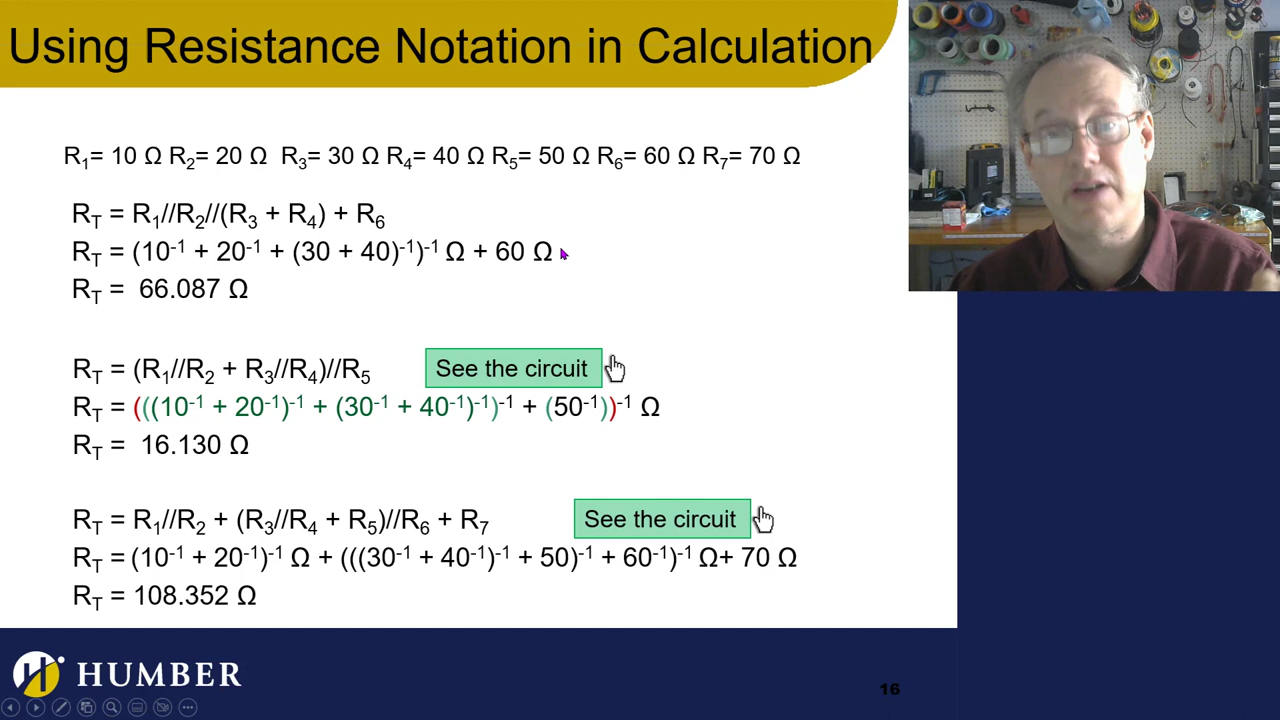 Using Resistance Notation in Calculation
R₁= 10 Ω R₂= 20 Ω R₃= 30 Ω R₄= 40 Ω R₅= 50 Ω R₆= 60 Ω R₇= 70 Ω
R_T = R₁//R₂//(R₃ + R₄) + R₆
R_T = (10⁻¹ + 20⁻¹ + (30 + 40)⁻¹)⁻¹ Ω + 60 Ω
R_T = 66.087 Ω
R_T = (R₁//R₂ + R₃//R₄)//R₅ See the circuit
R_T = (((10⁻¹ + 20⁻¹)⁻¹ + (30⁻¹ + 40⁻¹)⁻¹)⁻¹ + (50⁻¹))⁻¹ Ω
R_T = 16.130 Ω
R_T = R₁//R₂ + (R₃//R₄ + R₅)//R₆ + R₇ See the circuit
R_T = (10⁻¹ + 20⁻¹)⁻¹ Ω + (((30⁻¹ + 40⁻¹)⁻¹ + 50)⁻¹ + 60⁻¹)⁻¹ Ω+ 70 Ω
R_T = 108.352 Ω
HUMBER
16